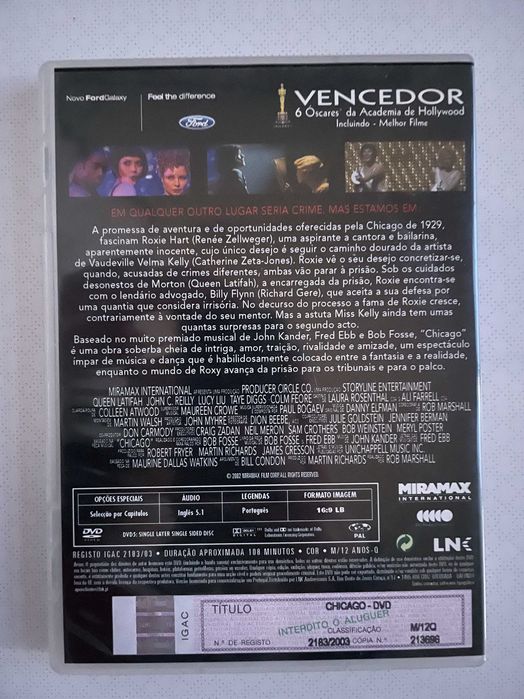 Novo FordGalaxy
Feel the difference
Ford
VENCEDOR
6 Óscares da Academia de Hollywood
Incluindo - Melhor Filme
EM QUALQUER OUTRO LUGAR SERIA CRIME, MAS ESTAMOS EM
A promessa de aventura e de oportunidades oferecidas pela Chicago de 1929,
fascinam Roxie Hart (Renée Zellweger), uma aspirante a cantora e bailarina,
aparentemente inocente, cujo único desejo é seguir o caminho dourado da artista
de Vaudeville Velma Kelly (Catherine Zeta-Jones). Roxie vê o seu desejo concretizar-se,
quando, acusadas de crimes diferentes, ambas vão parar à prisão. Sob os cuidados
desonestos de Morton (Queen Latifah), a encarregada da prisão, Roxie encontra-se
com o lendário advogado, Billy Flynn (Richard Gere), que aceita a sua defesa por
uma quantia que considera irrisória. No decurso do processo a fama de Roxie cresce,
contrariamente à vontade do seu mentor. Mas a astuta Miss Kelly ainda tem umas
quantas surpresas para o segundo acto.
Baseado no muito premiado musical de John Kander, Fred Ebb e Bob Fosse, "Chicago"
é uma obra soberba cheia de intriga, amor, traição, rivalidade e amizade, um espectáculo
ímpar de música e dança que é habilidosamente colocado entre a fantasia e a realidade,
enquanto o mundo de Roxy avança da prisão para os tribunais e para o palco.
MIRAMAX INTERNATIONAL APRESENTA UMA PRODUÇÃO PRODUCER CIRCLE CO. UMA PRODUÇÃO STORYLINE ENTERTAINMENT
QUEEN LATIFAH JOHN C. REILLY LUCY LIU TAYE DIGGS COLM FEORE LAURA ROSENTHAL ALI FARRELL
COLLEEN ATWOOD MAUREEN CROWE PAUL BOGAEV DANNY ELFMAN ROB MARSHALL
MARTIN WALSH JOHN MYHRE DION BEEBE JULIE GOLDSTEIN JENNIFER BERMAN
DON CARMODY CRAIG ZADAN NEIL MERON SAM CROTHERS BOB WEINSTEIN MERYL POSTER
"CHICAGO" BOB FOSSE BOB FOSSE FRED EBB JOHN KANDER FRED EBB
ROBERT FRYER MARTIN RICHARDS JAMES CRESSON UNICHAPPELL MUSIC INC.
MAURINE DALLAS WATKINS BILL CONDON MARTIN RICHARDS ROB MARSHALL
© 2002 MIRAMAX FILM CORP. ALL RIGHTS RESERVED.
OPÇÕES ESPECIAIS ÁUDIO LEGENDAS FORMATO IMAGEM
Selecção por Capítulos Inglês 5.1 Português 16:9 LB
MIRAMAX
INTERNATIONAL
DVD
VIDEO
DVD5: SINGLE LAYER SINGLE SIDED DISC
DOLBY
DIGITAL
PAL
LNK
REGISTO IGAC 2183/03 • DURAÇÃO APROXIMADA 108 MINUTOS • COR • M/12 ANOS-Q
IGAC
TÍTULO CHICAGO - DVD
INTERDITO O ALUGUER
CLASSIFICAÇÃO M/12Q
N.º DE REGISTO 2183/2003 CÓPIA N.º 213696